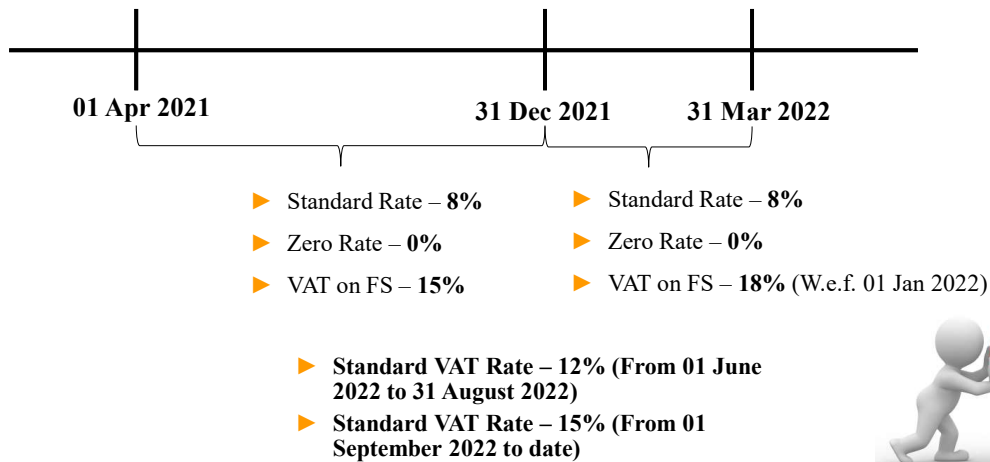 01 Apr 2021
31 Dec 2021
31 Mar 2022
Standard Rate – 8%
Zero Rate – 0%
VAT on FS – 15%
Standard Rate – 8%
Zero Rate – 0%
VAT on FS – 18% (W.e.f. 01 Jan 2022)
Standard VAT Rate – 12% (From 01 June
2022 to 31 August 2022)
Standard VAT Rate – 15% (From 01
September 2022 to date)